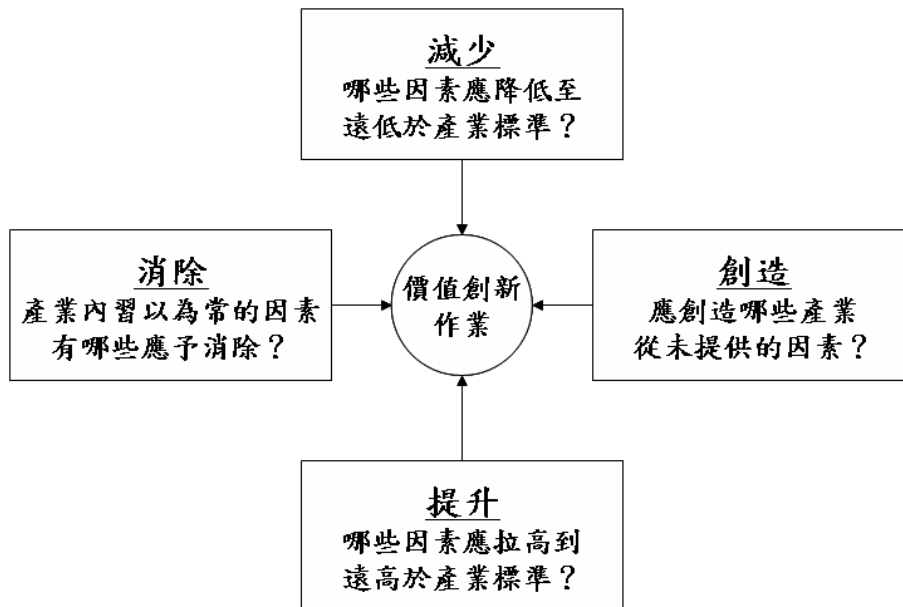 減少
哪些因素應降低至
遠低於產業標準？
消除
產業內習以為常的因素
有哪些應予消除？
價值創新
作業
創造
應創造哪些產業
從未提供的因素？
提升
哪些因素應拉高到
遠高於產業標準？